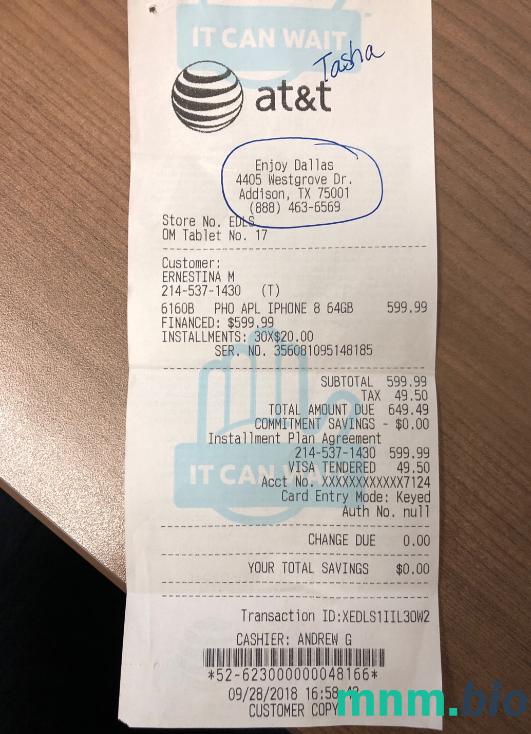 IT CAN WAIT
Tasha
at&t
Enjoy Dallas
4405 Westgrove Dr.
Addison, TX 75001
(888) 463-6569
Store No. EDLS
OM Tablet No. 17
Customer:
ERNESTINA M
214-537-1430 (T)
6160B PHO APL IPHONE 8 64GB 599.99
FINANCED: $599.99
INSTALLMENTS: 30X$20.00
SER. NO. 356081095148185
SUBTOTAL 599.99
TAX 49.50
TOTAL AMOUNT DUE 649.49
COMMITMENT SAVINGS - $0.00
Installment Plan Agreement
214-537-1430 599.99
IT CAN WAIT
VISA TENDERED 49.50
Acct No. XXXXXXXXXXXX7124
Card Entry Mode: Keyed
Auth No. null
CHANGE DUE 0.00
YOUR TOTAL SAVINGS $0.00
Transaction ID:XEDLS1IIL30W2
CASHIER: ANDREW G
*52-623000000048166*
09/28/2018 16:58
CUSTOMER COPY
mnm.bio